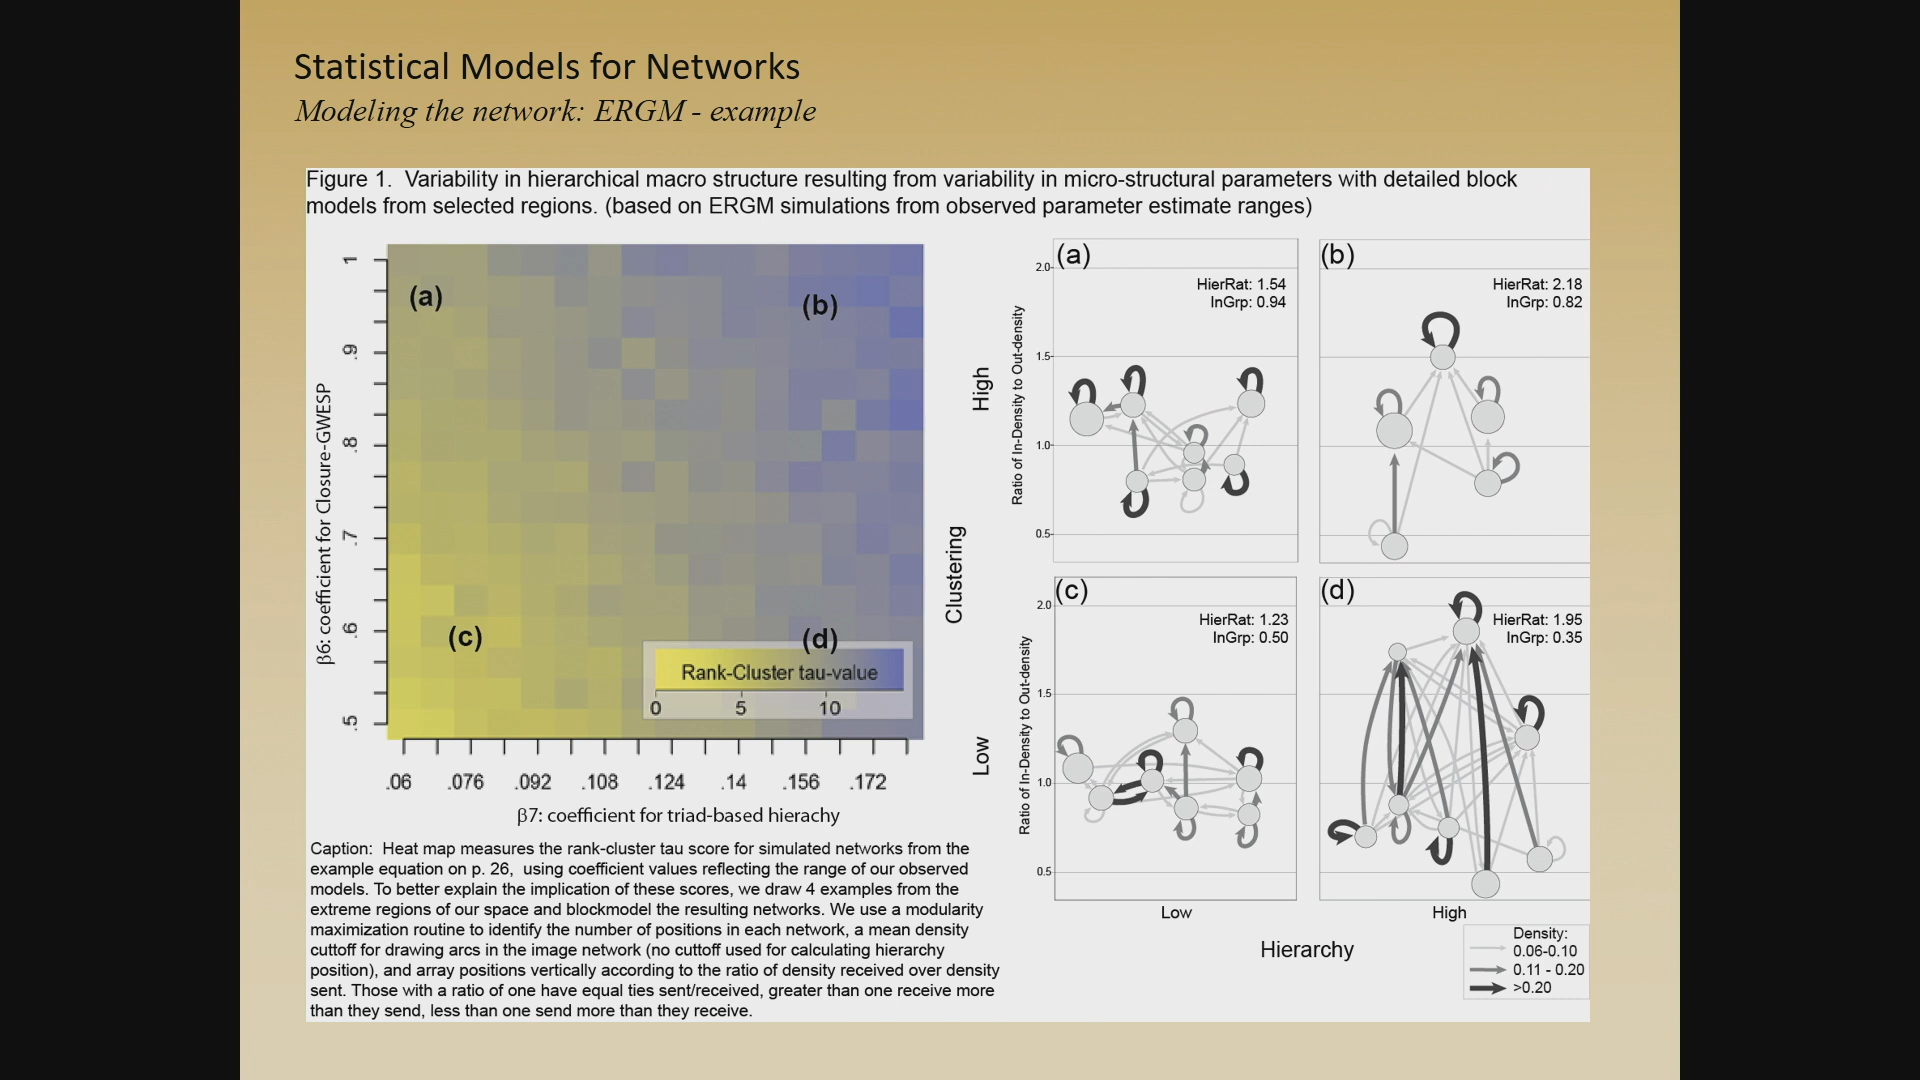 Statistical Models for Networks
Modeling the network: ERGM - example
Figure 1.  Variability in hierarchical macro structure resulting from variability in micro-structural parameters with detailed block
models from selected regions. (based on ERGM simulations from observed parameter estimate ranges)
β6: coefficient for Closure-GWESP
1
.9
.8
.7
.6
.5
(a)
(b)
(c)
(d)
Rank-Cluster tau-value
0 5 10
.06 .076 .092 .108 .124 .14 .156 .172
β7: coefficient for triad-based hierachy
Caption:  Heat map measures the rank-cluster tau score for simulated networks from the
example equation on p. 26,  using coefficient values reflecting the range of our observed
models. To better explain the implication of these scores, we draw 4 examples from the
extreme regions of our space and blockmodel the resulting networks. We use a modularity
maximization routine to identify the number of positions in each network, a mean density
cuttoff for drawing arcs in the image network (no cuttoff used for calculating hierarchy
position), and array positions vertically according to the ratio of density received over density
sent. Those with a ratio of one have equal ties sent/received, greater than one receive more
than they send, less than one send more than they receive.
Clustering
High
Low
Ratio of In-Density to Out-density
2.0
1.5
1.0
0.5
(a)
HierRat: 1.54
InGrp: 0.94
(b)
HierRat: 2.18
InGrp: 0.82
Ratio of In-Density to Out-density
2.0
1.5
1.0
0.5
(c)
HierRat: 1.23
InGrp: 0.50
(d)
HierRat: 1.95
InGrp: 0.35
Low
High
Hierarchy
Density:
0.06-0.10
0.11 - 0.20
>0.20